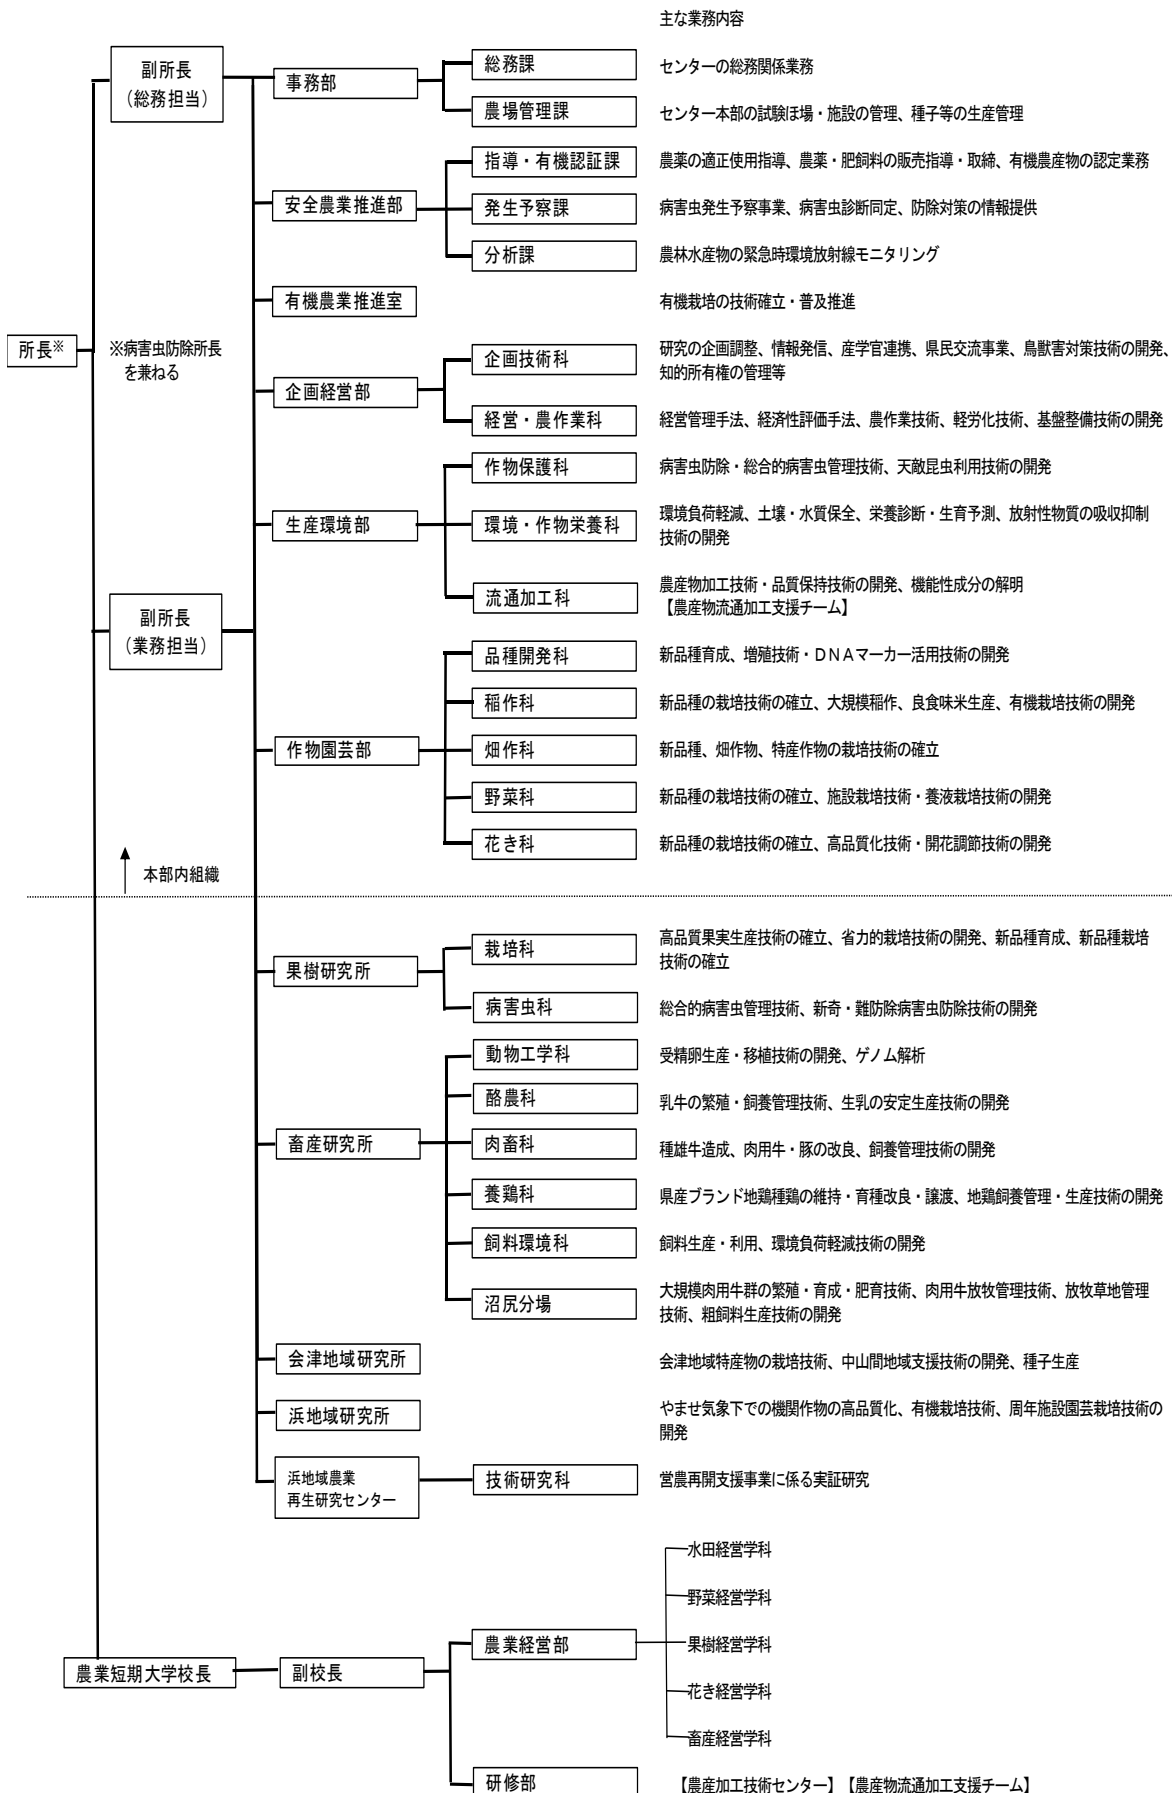 主な業務内容
副所長
（総務担当）
事務部
総務課
センターの総務関係業務
農場管理課
センター本部の試験ほ場・施設の管理、種子等の生産管理
安全農業推進部
指導・有機認証課
農薬の適正使用指導、農薬・肥飼料の販売指導・取締、有機農産物の認定業務
発生予察課
病害虫発生予察事業、病害虫診断同定、防除対策の情報提供
分析課
農林水産物の緊急時環境放射線モニタリング
有機農業推進室
有機栽培の技術確立・普及推進
所長※
※病害虫防除所長
を兼ねる
企画経営部
企画技術科
研究の企画調整、情報発信、産学官連携、県民交流事業、鳥獣害対策技術の開発、
知的所有権の管理等
経営・農作業科
経営管理手法、経済性評価手法、農作業技術、軽労化技術、基盤整備技術の開発
生産環境部
作物保護科
病害虫防除・総合的病害虫管理技術、天敵昆虫利用技術の開発
環境・作物栄養科
環境負荷軽減、土壌・水質保全、栄養診断・生育予測、放射性物質の吸収抑制
技術の開発
流通加工科
農産物加工技術・品質保持技術の開発、機能性成分の解明
【農産物流通加工支援チーム】
副所長
（業務担当）
作物園芸部
品種開発科
新品種育成、増殖技術・ＤＮＡマーカー活用技術の開発
稲作科
新品種の栽培技術の確立、大規模稲作、良食味米生産、有機栽培技術の開発
畑作科
新品種、畑作物、特産作物の栽培技術の確立
野菜科
新品種の栽培技術の確立、施設栽培技術・養液栽培技術の開発
花き科
新品種の栽培技術の確立、高品質化技術・開花調節技術の開発
本部内組織
果樹研究所
栽培科
高品質果実生産技術の確立、省力的栽培技術の開発、新品種育成、新品種栽培
技術の確立
病害虫科
総合的病害虫管理技術、新奇・難防除病害虫防除技術の開発
畜産研究所
動物工学科
受精卵生産・移植技術の開発、ゲノム解析
酪農科
乳牛の繁殖・飼養管理技術、生乳の安定生産技術の開発
肉畜科
種雄牛造成、肉用牛・豚の改良、飼養管理技術の開発
養鶏科
県産ブランド地鶏種鶏の維持・育種改良・譲渡、地鶏飼養管理・生産技術の開発
飼料環境科
飼料生産・利用、環境負荷軽減技術の開発
沼尻分場
大規模肉用牛群の繁殖・育成・肥育技術、肉用牛放牧管理技術、放牧草地管理
技術、粗飼料生産技術の開発
会津地域研究所
会津地域特産物の栽培技術、中山間地域支援技術の開発、種子生産
浜地域研究所
やませ気象下での機関作物の高品質化、有機栽培技術、周年施設園芸栽培技術の
開発
浜地域農業
再生研究センター
技術研究科
営農再開支援事業に係る実証研究
農業短期大学校長
副校長
農業経営部
水田経営学科
野菜経営学科
果樹経営学科
花き経営学科
畜産経営学科
研修部
【農産加工技術センター】【農産物流通加工支援チーム】